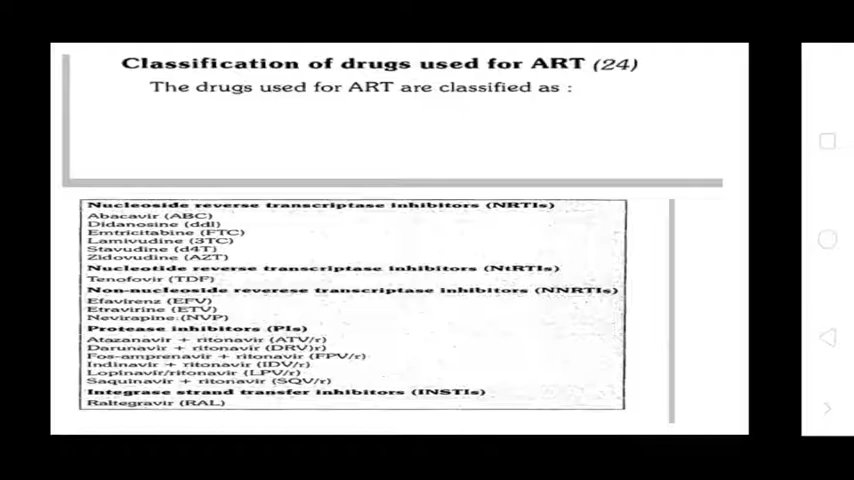 Classification of drugs used for ART (24)
The drugs used for ART are classified as :
Nucleoside reverse transcriptase inhibitors (NRTIs)
Abacavir (ABC)
Didanosine (ddI)
Emtricitabine (FTC)
Lamivudine (3TC)
Stavudine (d4T)
Zidovudine (AZT)
Nucleotide reverse transcriptase inhibitors (NtRTIs)
Tenofovir (TDF)
Non-nucleoside reverese transcriptase inhibitors (NNRTIs)
Efavirenz (EFV)
Etravirine (ETV)
Nevirapine (NVP)
Protease inhibitors (PIs)
Atazanavir + ritonavir (ATV/r)
Darunavir + ritonavir (DRV)r)
Fos-amprenavir + ritonavir (FPV/r)
Indinavir + ritonavir (IDV/r)
Lopinavir/ritonavir (LPV/r)
Saquinavir + ritonavir (SQV/r)
Integrase strand transfer inhibitors (INSTIs)
Raltegravir (RAL)